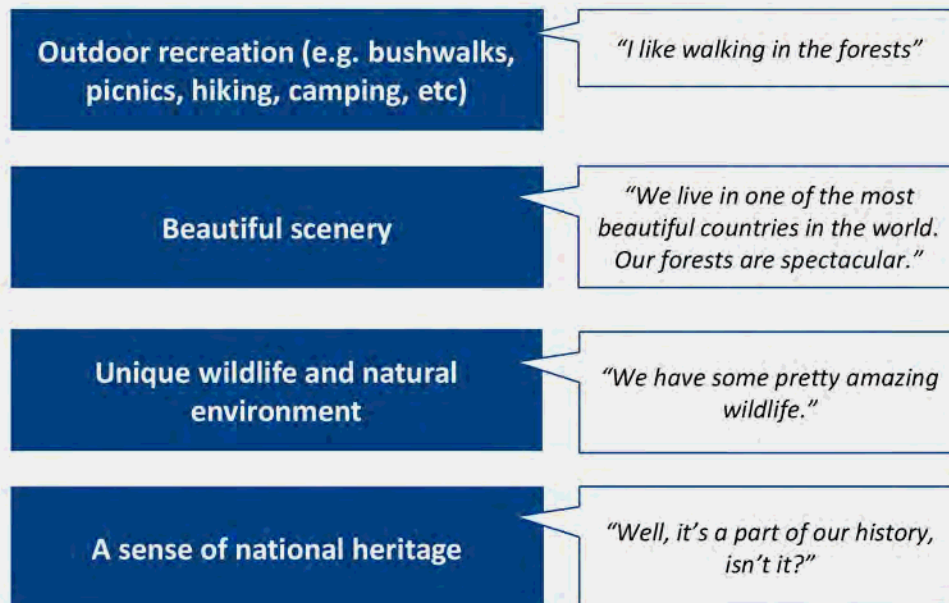 Outdoor recreation (e.g. bushwalks,
picnics, hiking, camping, etc)
“I like walking in the forests”
Beautiful scenery
“We live in one of the most
beautiful countries in the world.
Our forests are spectacular.”
Unique wildlife and natural
environment
“We have some pretty amazing
wildlife.”
A sense of national heritage
“Well, it’s a part of our history,
isn’t it?”